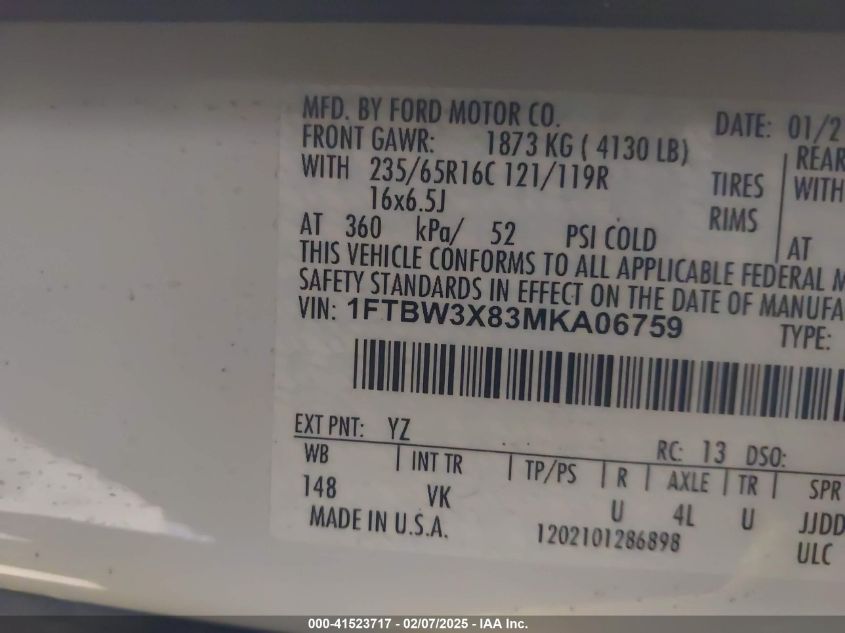 MFD. BY FORD MOTOR CO.
DATE: 01/2
FRONT GAWR: 1873 KG ( 4130 LB)
REAR
WITH 235/65R16C 121/119R TIRES
WITH
16x6.5J RIMS
AT 360 kPa/ 52 PSI COLD
AT
THIS VEHICLE CONFORMS TO ALL APPLICABLE FEDERAL M
SAFETY STANDARDS IN EFFECT ON THE DATE OF MANUFA
VIN: 1FTBW3X83MKA06759
TYPE:
EXT PNT: YZ
RC: 13 DSO:
WB INT TR TP/PS R AXLE TR SPR
148 VK U 4L U JJDD
MADE IN U.S.A.
1202101286898
ULC
000-41523717 - 02/07/2025 - IAA Inc.